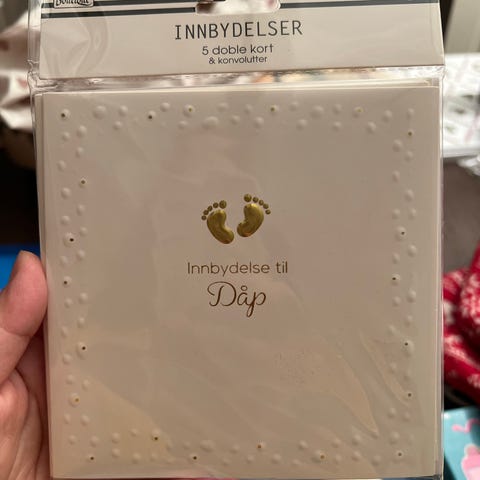 INNBYDELSER
5 doble kort
& konvolutter
Innbydelse til
Dåp